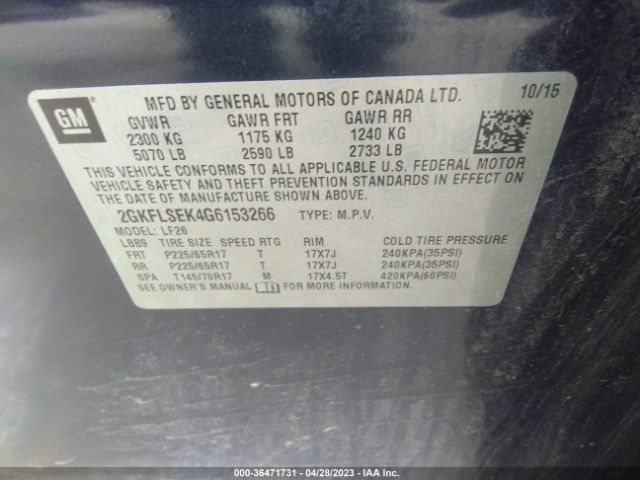 GM
MFD BY GENERAL MOTORS OF CANADA LTD. 10/15
GVWR GAWR FRT GAWR RR
2300 KG 1175 KG 1240 KG
5070 LB 2590 LB 2733 LB
THIS VEHICLE CONFORMS TO ALL APPLICABLE U.S. FEDERAL MOTOR
VEHICLE SAFETY AND THEFT PREVENTION STANDARDS IN EFFECT ON
THE DATE OF MANUFACTURE SHOWN ABOVE.
2GKFLSEK4G6153266 TYPE: M.P.V.
MODEL: LF26
LBB9 TIRE SIZE SPEED RTG RIM COLD TIRE PRESSURE
FRT P225/65R17 T 17X7J 240KPA(35PSI)
RR P225/65R17 T 17X7J 240KPA(35PSI)
SPA T145/70R17 M 17X4.5T 420KPA(60PSI)
SEE OWNER'S MANUAL FOR MORE INFORMATION.
000-36471731 - 04/28/2023 - IAA Inc.